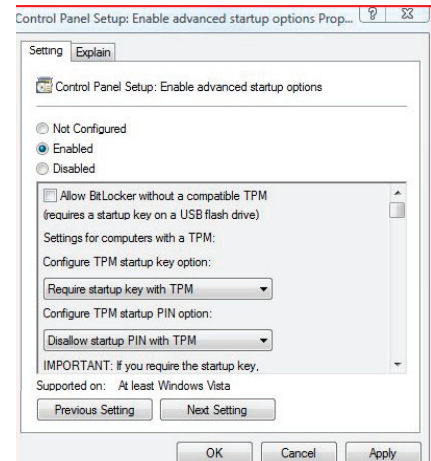 Control Panel Setup: Enable advanced startup options Prop...
Setting Explain
Control Panel Setup: Enable advanced startup options
Not Configured
Enabled
Disabled
Allow BitLocker without a compatible TPM
(requires a startup key on a USB flash drive)
Settings for computers with a TPM:
Configure TPM startup key option:
Require startup key with TPM
Configure TPM startup PIN option:
Disallow startup PIN with TPM
IMPORTANT: If you require the startup key,
Supported on: At least Windows Vista
Previous Setting Next Setting
OK Cancel Apply